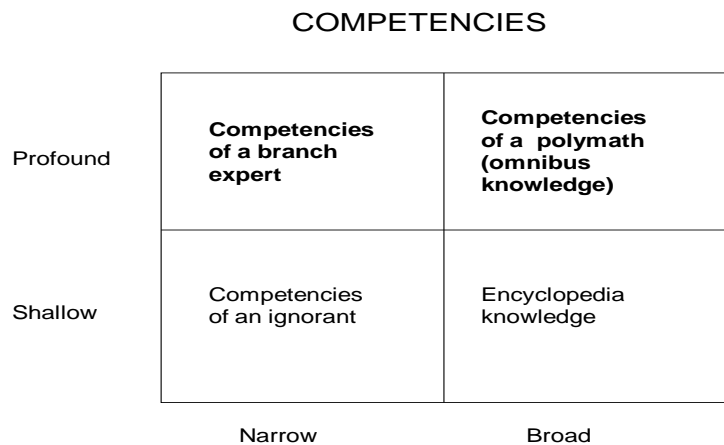 COMPETENCIES
Profound
Competencies
of a branch
expert
Competencies
of a polymath
(omnibus
knowledge)
Shallow
Competencies
of an ignorant
Encyclopedia
knowledge
Narrow
Broad